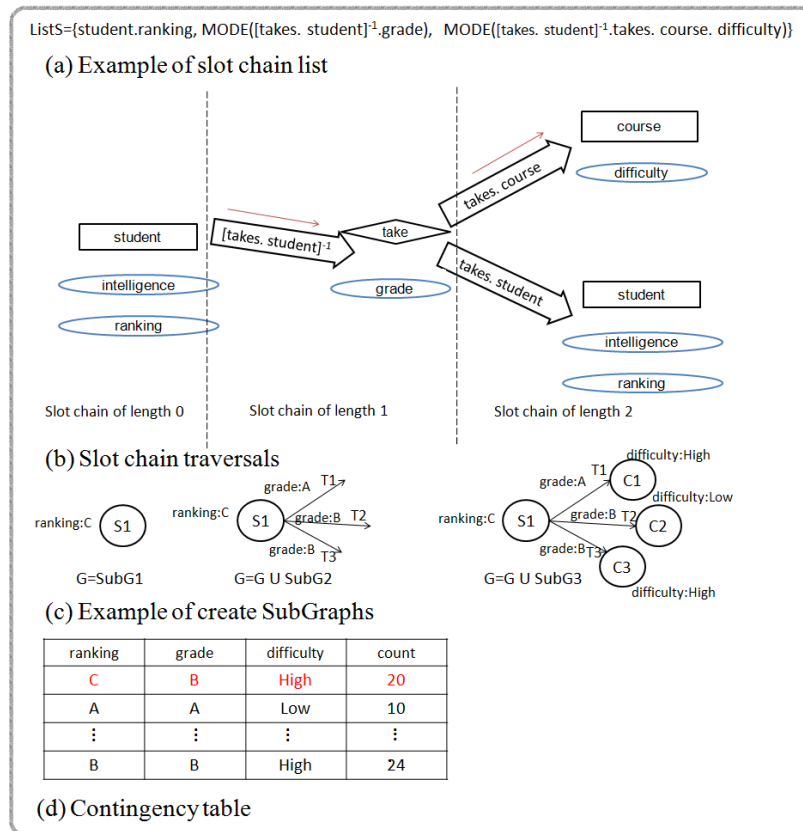 ListS={student.ranking, MODE([takes. student]⁻¹.grade), MODE([takes. student]⁻¹.takes. course. difficulty)}
(a) Example of slot chain list
course
difficulty
takes. course
student
[takes. student]⁻¹
take
intelligence
grade
ranking
takes. student
student
intelligence
ranking
Slot chain of length 0
Slot chain of length 1
Slot chain of length 2
(b) Slot chain traversals
ranking:C
S1
G=SubG1
ranking:C
S1
grade:A
T1
grade:B
T2
grade:B
T3
G=G U SubG2
ranking:C
S1
grade:A
T1
difficulty:High
C1
grade:B
T2
difficulty:Low
C2
grade:B
T3
C3
difficulty:High
G=G U SubG3
(c) Example of create SubGraphs
ranking grade difficulty count
C B High 20
A A Low 10
⋮ ⋮ ⋮ ⋮
B B High 24
(d) Contingency table